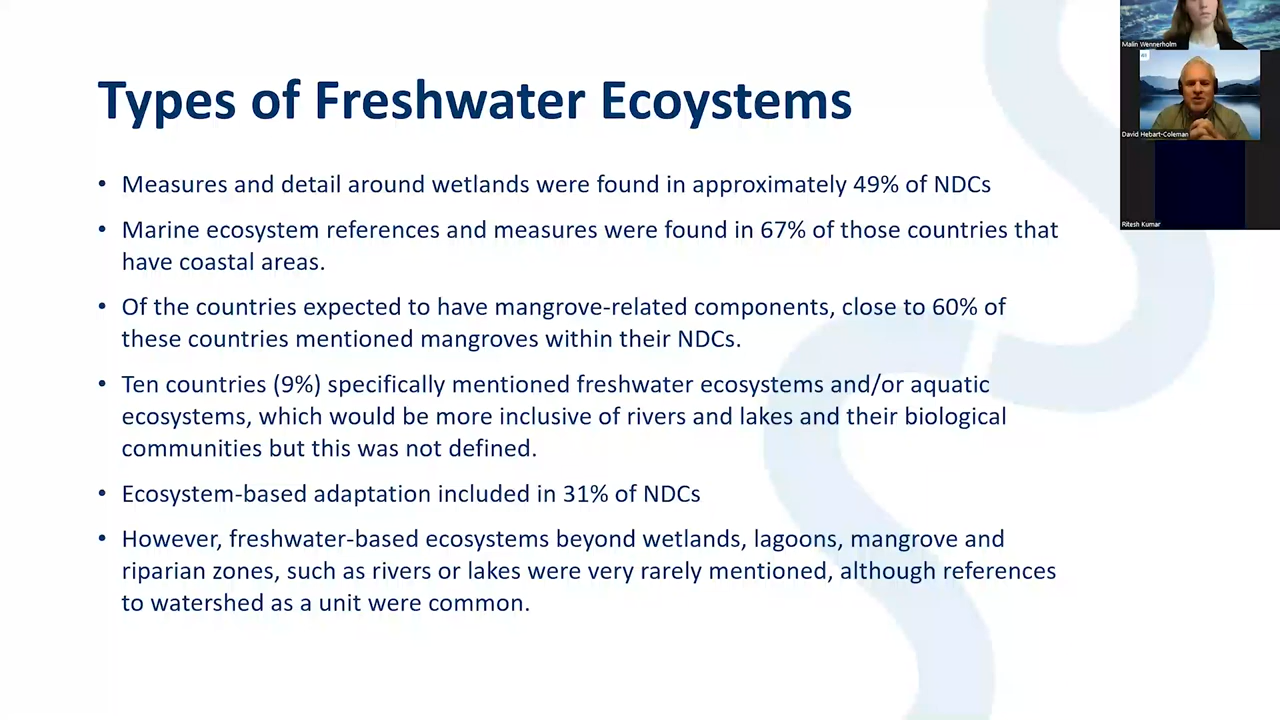 Types of Freshwater Ecoystems
• Measures and detail around wetlands were found in approximately 49% of NDCs
• Marine ecosystem references and measures were found in 67% of those countries that
have coastal areas.
• Of the countries expected to have mangrove-related components, close to 60% of
these countries mentioned mangroves within their NDCs.
• Ten countries (9%) specifically mentioned freshwater ecosystems and/or aquatic
ecosystems, which would be more inclusive of rivers and lakes and their biological
communities but this was not defined.
• Ecosystem-based adaptation included in 31% of NDCs
• However, freshwater-based ecosystems beyond wetlands, lagoons, mangrove and
riparian zones, such as rivers or lakes were very rarely mentioned, although references
to watershed as a unit were common.
Malin Wennerholm
David Hebart-Coleman
Ritesh Kumar